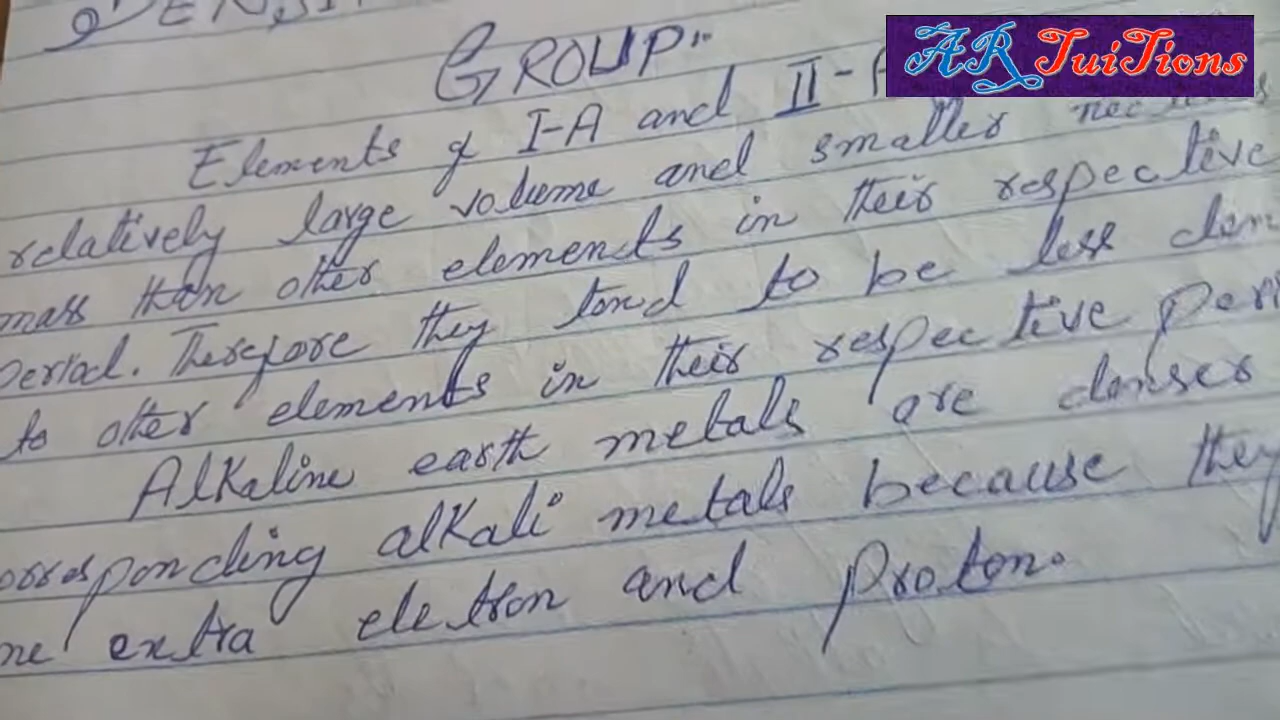 AR TuiTions
GROUP:-
Elements of I-A and II-A
relatively large volume and smaller
mass than other elements in their respective
period. Therefore they tend to be less
to other elements in their respective
Alkaline earth metals are denser
corresponding alkali metals because they
extra eletron and proton.